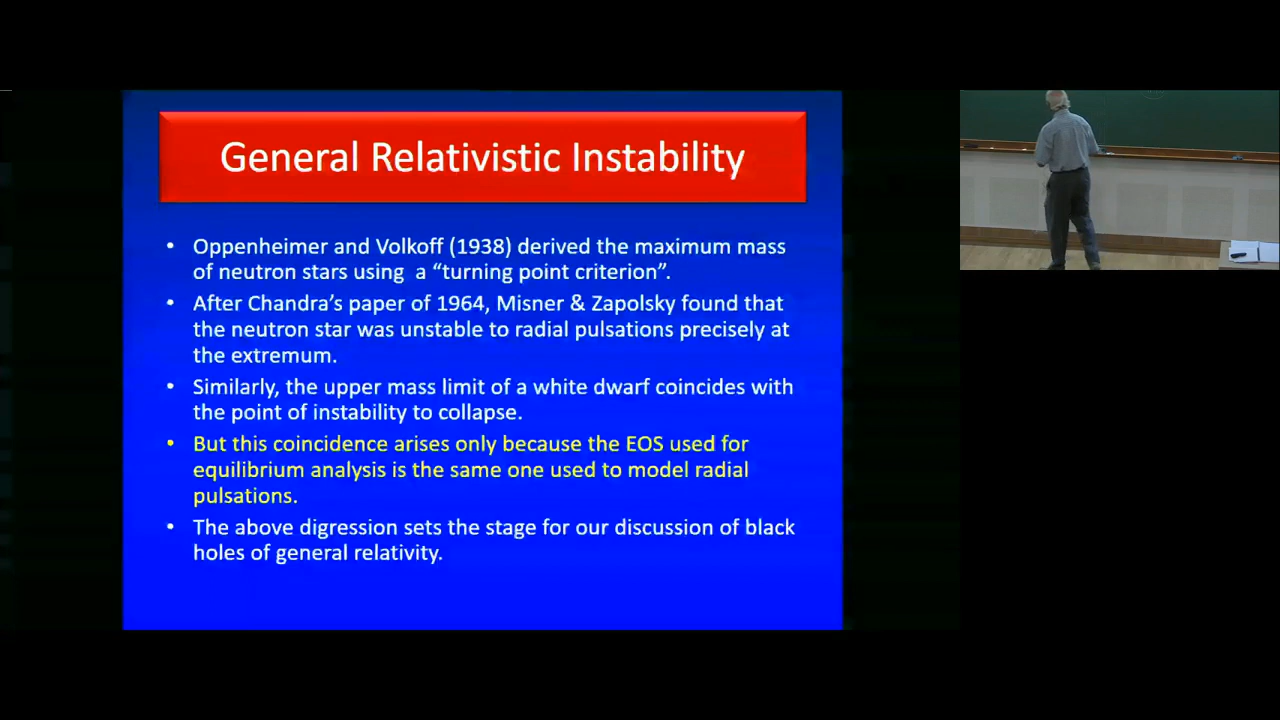 General Relativistic Instability
• Oppenheimer and Volkoff (1938) derived the maximum mass
of neutron stars using a “turning point criterion”.
• After Chandra’s paper of 1964, Misner & Zapolsky found that
the neutron star was unstable to radial pulsations precisely at
the extremum.
• Similarly, the upper mass limit of a white dwarf coincides with
the point of instability to collapse.
• But this coincidence arises only because the EOS used for
equilibrium analysis is the same one used to model radial
pulsations.
• The above digression sets the stage for our discussion of black
holes of general relativity.